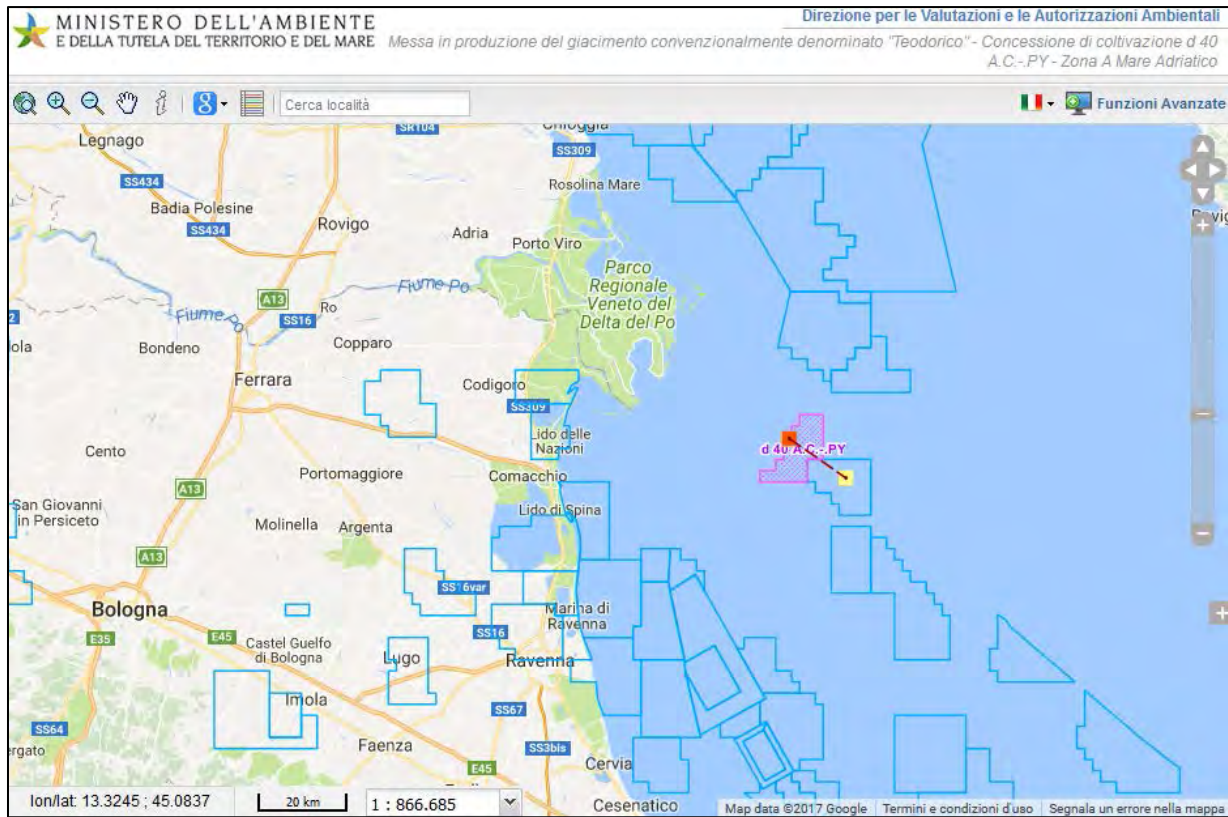 MINISTERO DELL'AMBIENTE
E DELLA TUTELA DEL TERRITORIO E DEL MARE
Direzione per le Valutazioni e le Autorizzazioni Ambientali
Messa in produzione del giacimento convenzionalmente denominato "Teodorico" - Concessione di coltivazione d 40
A.C.-.PY - Zona A Mare Adriatico
Cerca località
Funzioni Avanzate
SR104
Chioggia
Legnago
SS309
SS434
Rosolina Mare
Badia Polesine
SS434
Rovigo
Adria
Porto Viro
Parco
Regionale
Veneto del
Delta del Po
Fiume Po
A13
Ro
Fiume Po
SS16
Bondeno
Copparo
Ferrara
Codigoro
SS309
Lido delle
Nazioni
d 40 A.C.-.PY
Cento
Portomaggiore
Comacchio
A13
San Giovanni
in Persiceto
Lido di Spina
Molinella
Argenta
A13
SS16var
Bologna
Marina di
Ravenna
E35
E45
SS16
Castel Guelfo
di Bologna
Lugo
Ravenna
Imola
SS67
SS64
Faenza
SS3bis
Cervia
E45
lon/lat: 13.3245 ; 45.0837
20 km
1 : 866.685
Cesenatico
Map data ©2017 Google
Termini e condizioni d'uso
Segnala un errore nella mappa